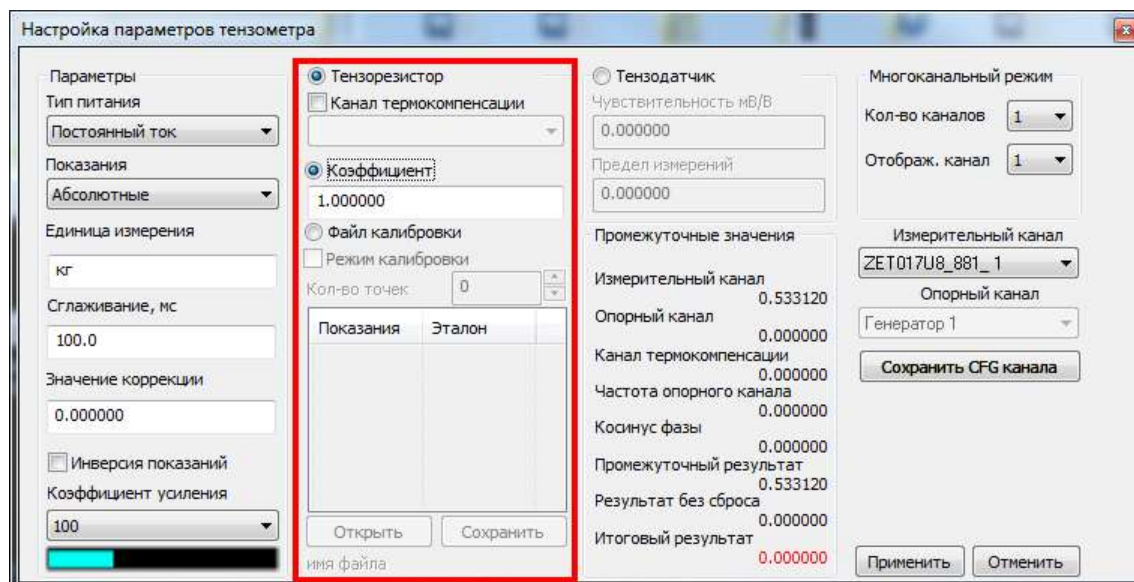 Настройка параметров тензометра
Параметры
Тип питания
Постоянный ток
Показания
Абсолютные
Единица измерения
кг
Сглаживание, мс
100.0
Значение коррекции
0.000000
Инверсия показаний
Коэффициент усиления
100
Тензорезистор
Канал термокомпенсации
Коэффициент
1.000000
Файл калибровки
Режим калибровки
Кол-во точек 0
Показания Эталон
Открыть Сохранить
имя файла
Тензодатчик
Чувствительность мВ/В
0.000000
Предел измерений
0.000000
Промежуточные значения
Измерительный канал
0.533120
Опорный канал
0.000000
Канал термокомпенсации
0.000000
Частота опорного канала
0.000000
Косинус фазы
0.000000
Промежуточный результат
0.533120
Результат без сброса
0.000000
Итоговый результат
0.000000
Многоканальный режим
Кол-во каналов 1
Отображ. канал 1
Измерительный канал
ZET017U8_881_ 1
Опорный канал
Генератор 1
Сохранить CFG канала
Применить Отменить